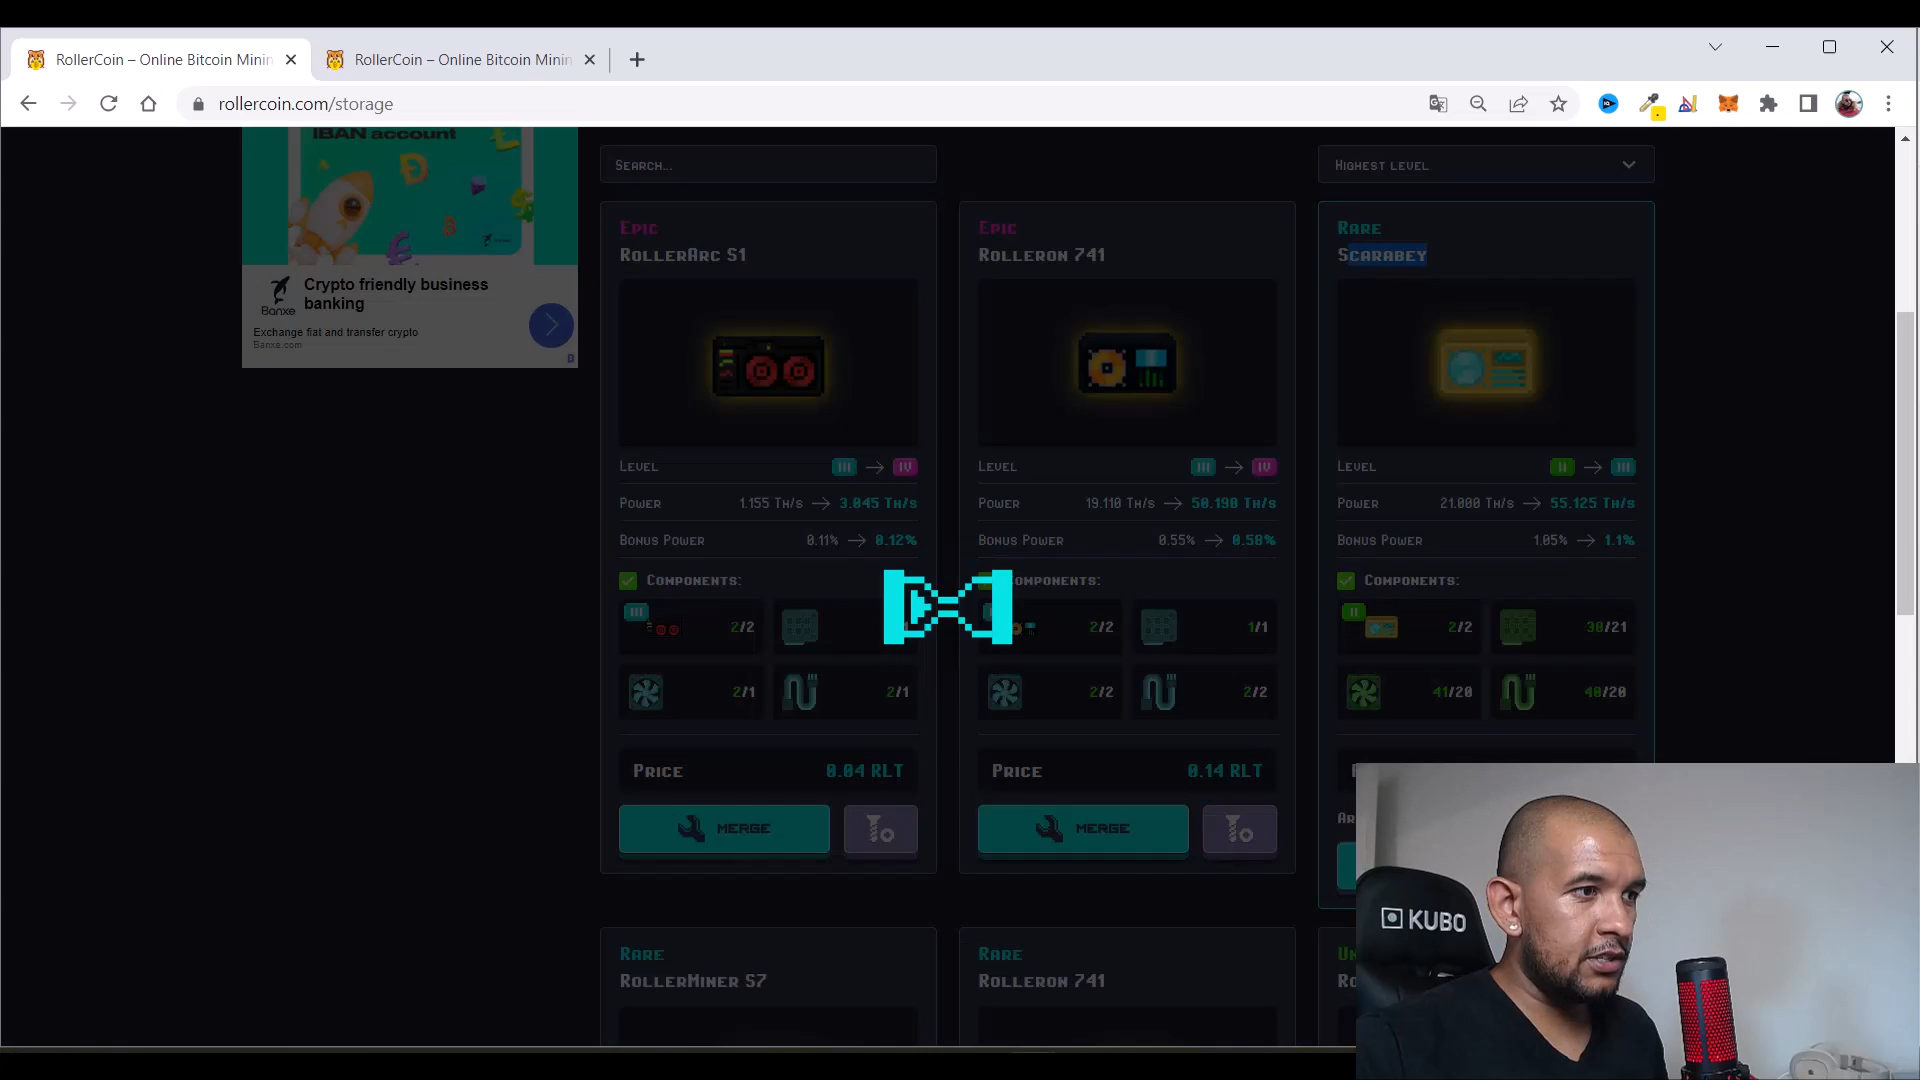 RollerCoin – Online Bitcoin Minin
RollerCoin – Online Bitcoin Minin
rollercoin.com/storage
IBAN account
Crypto friendly business
banking
Banxe
Exchange fiat and transfer crypto
Banxe.com
Search...
Highest level
Epic
RollerArc S1
Level III → IV
Power 1.155 Th/s → 3.045 Th/s
Bonus Power 0.11% → 0.12%
Components:
III 2/2
2/1 2/1
Price 0.04 RLT
Merge
Epic
Rolleron 741
Level III → IV
Power 19.110 Th/s → 50.190 Th/s
Bonus Power 0.55% → 0.58%
Components:
2/2 1/1
2/2 2/2
Price 0.14 RLT
Merge
Rare
Scarabey
Level II → III
Power 21.000 Th/s → 55.125 Th/s
Bonus Power 1.05% → 1.1%
Components:
II 2/2 38/21
41/20 40/20
Rare
RollerMiner S7
Rare
Rolleron 741
KUBO